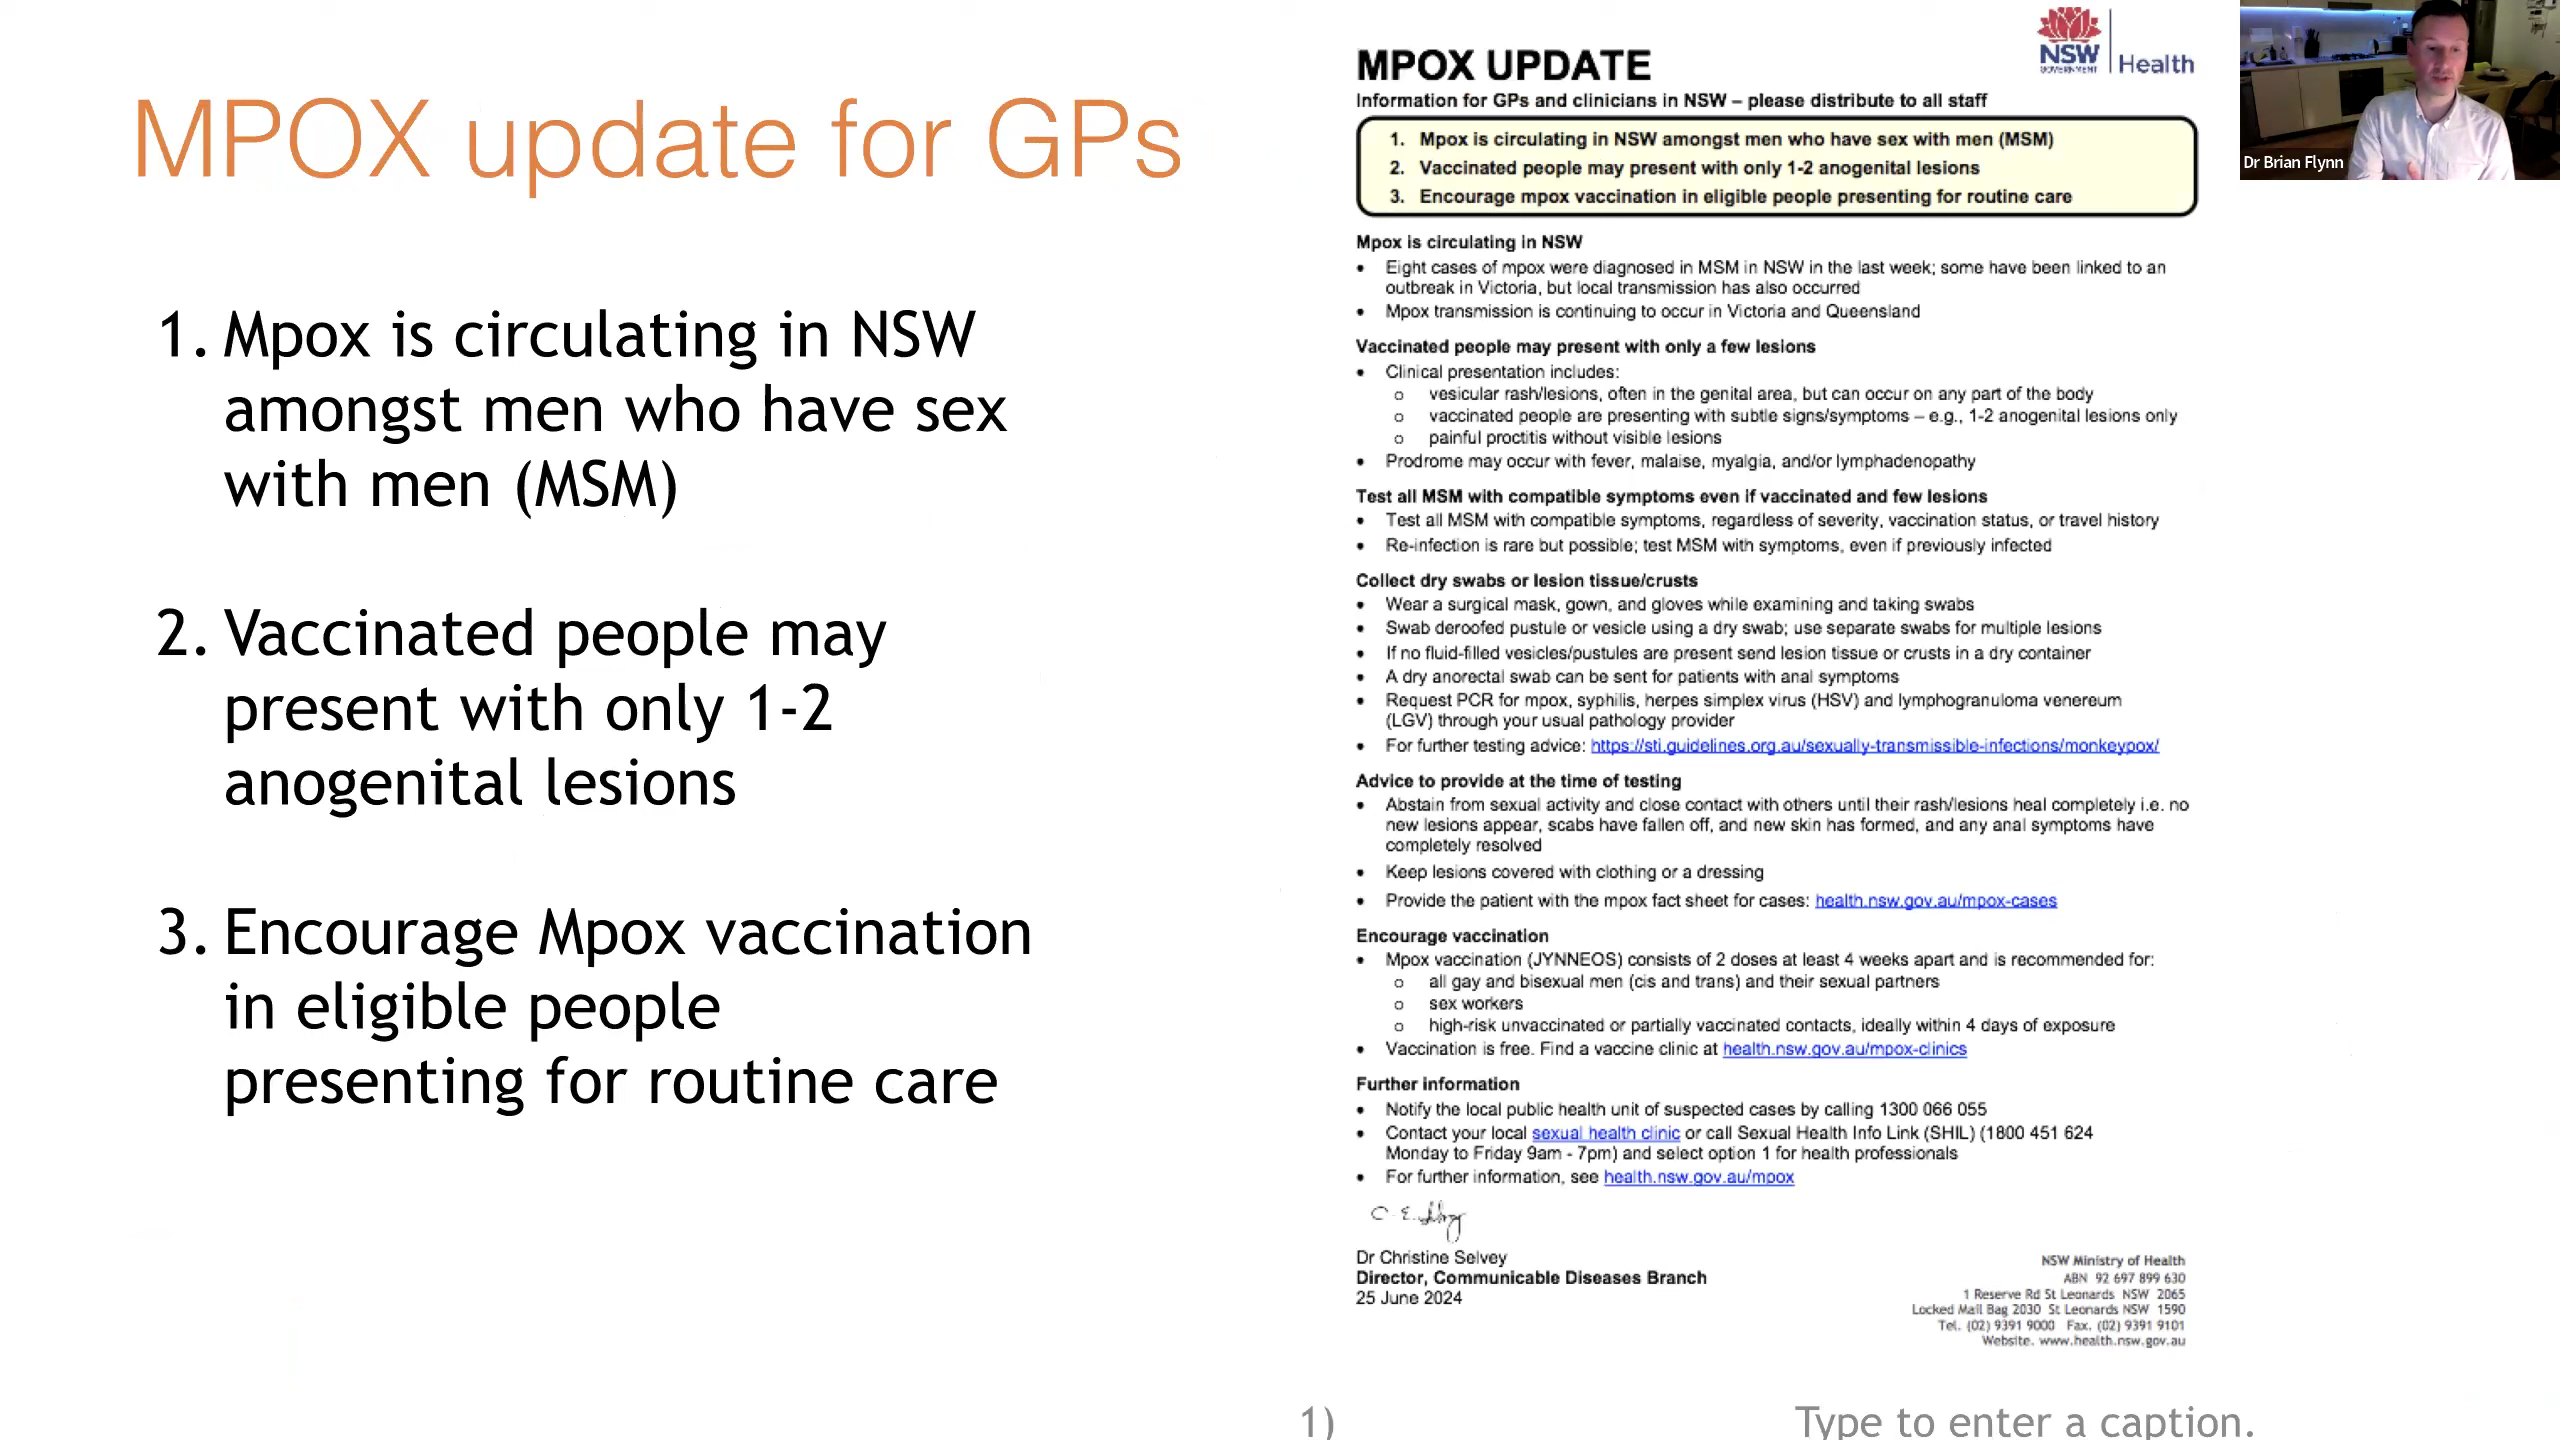 MPOX update for GPs
1. Mpox is circulating in NSW
amongst men who have sex
with men (MSM)
2. Vaccinated people may
present with only 1-2
anogenital lesions
3. Encourage Mpox vaccination
in eligible people
presenting for routine care
NSW
GOVERNMENT
Health
MPOX UPDATE
Information for GPs and clinicians in NSW – please distribute to all staff
1. Mpox is circulating in NSW amongst men who have sex with men (MSM)
2. Vaccinated people may present with only 1-2 anogenital lesions
3. Encourage mpox vaccination in eligible people presenting for routine care
Mpox is circulating in NSW
• Eight cases of mpox were diagnosed in MSM in NSW in the last week; some have been linked to an
outbreak in Victoria, but local transmission has also occurred
• Mpox transmission is continuing to occur in Victoria and Queensland
Vaccinated people may present with only a few lesions
• Clinical presentation includes:
o vesicular rash/lesions, often in the genital area, but can occur on any part of the body
o vaccinated people are presenting with subtle signs/symptoms – e.g., 1-2 anogenital lesions only
o painful proctitis without visible lesions
• Prodrome may occur with fever, malaise, myalgia, and/or lymphadenopathy
Test all MSM with compatible symptoms even if vaccinated and few lesions
• Test all MSM with compatible symptoms, regardless of severity, vaccination status, or travel history
• Re-infection is rare but possible; test MSM with symptoms, even if previously infected
Collect dry swabs or lesion tissue/crusts
• Wear a surgical mask, gown, and gloves while examining and taking swabs
• Swab deroofed pustule or vesicle using a dry swab; use separate swabs for multiple lesions
• If no fluid-filled vesicles/pustules are present send lesion tissue or crusts in a dry container
• A dry anorectal swab can be sent for patients with anal symptoms
• Request PCR for mpox, syphilis, herpes simplex virus (HSV) and lymphogranuloma venereum
(LGV) through your usual pathology provider
• For further testing advice: https://sti.guidelines.org.au/sexually-transmissible-infections/monkeypox/
Advice to provide at the time of testing
• Abstain from sexual activity and close contact with others until their rash/lesions heal completely i.e. no
new lesions appear, scabs have fallen off, and new skin has formed, and any anal symptoms have
completely resolved
• Keep lesions covered with clothing or a dressing
• Provide the patient with the mpox fact sheet for cases: health.nsw.gov.au/mpox-cases
Encourage vaccination
• Mpox vaccination (JYNNEOS) consists of 2 doses at least 4 weeks apart and is recommended for:
o all gay and bisexual men (cis and trans) and their sexual partners
o sex workers
o high-risk unvaccinated or partially vaccinated contacts, ideally within 4 days of exposure
• Vaccination is free. Find a vaccine clinic at health.nsw.gov.au/mpox-clinics
Further information
• Notify the local public health unit of suspected cases by calling 1300 066 055
• Contact your local sexual health clinic or call Sexual Health Info Link (SHIL) (1800 451 624
Monday to Friday 9am - 7pm) and select option 1 for health professionals
• For further information, see health.nsw.gov.au/mpox
Dr Christine Selvey
Director, Communicable Diseases Branch
25 June 2024
NSW Ministry of Health
ABN 92 697 899 630
1 Reserve Rd St Leonards NSW 2065
Locked Mail Bag 2030 St Leonards NSW 1590
Tel. (02) 9391 9000 Fax. (02) 9391 9101
Website. www.health.nsw.gov.au
Dr Brian Flynn
1)
Type to enter a caption.